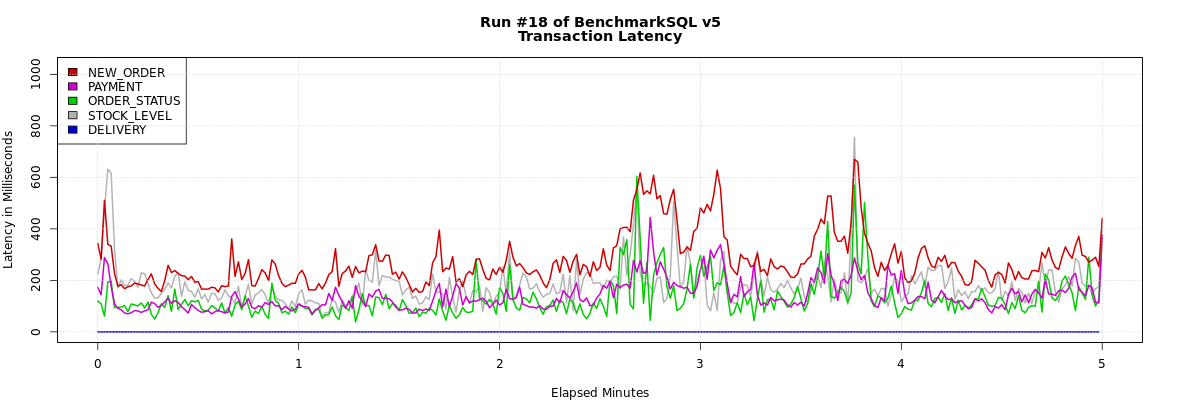 Run #18 of BenchmarkSQL v5
Transaction Latency
Latency in Milliseconds
1000
800
600
400
200
0
NEW_ORDER
PAYMENT
ORDER_STATUS
STOCK_LEVEL
DELIVERY
0 1 2 3 4 5
Elapsed Minutes